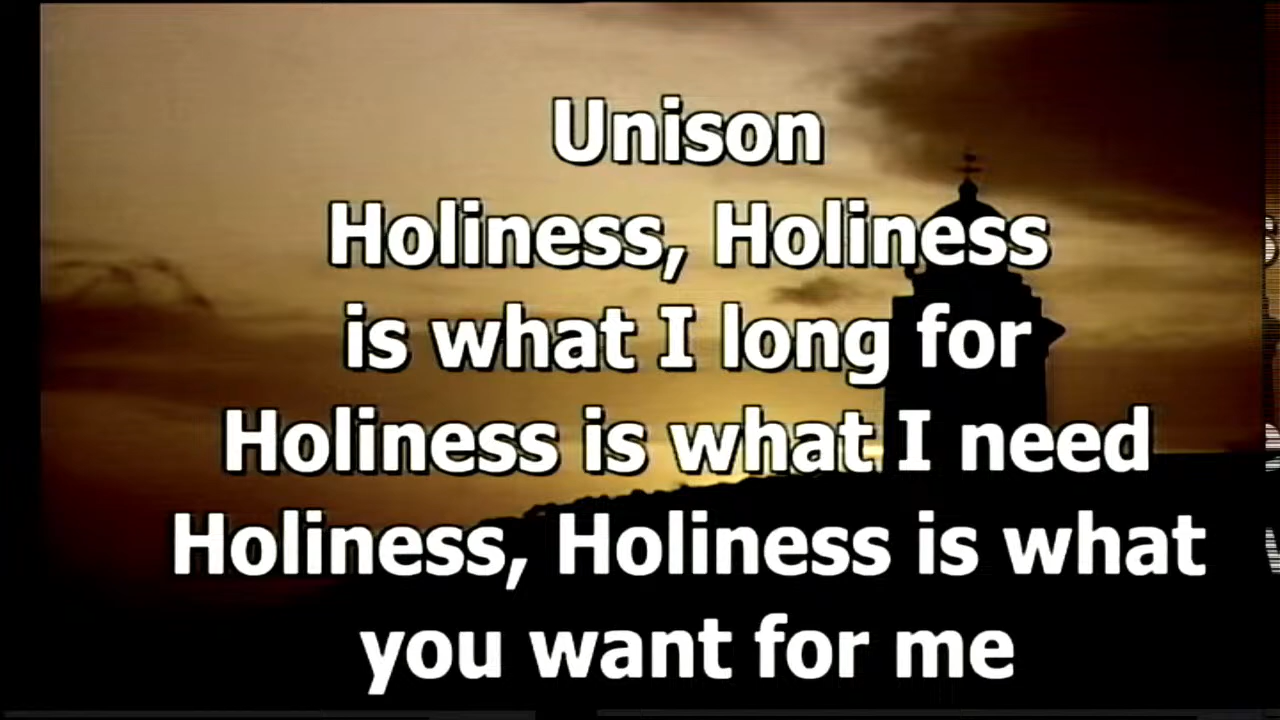 Unison
Holiness, Holiness
is what I long for
Holiness is what I need
Holiness, Holiness is what
you want for me